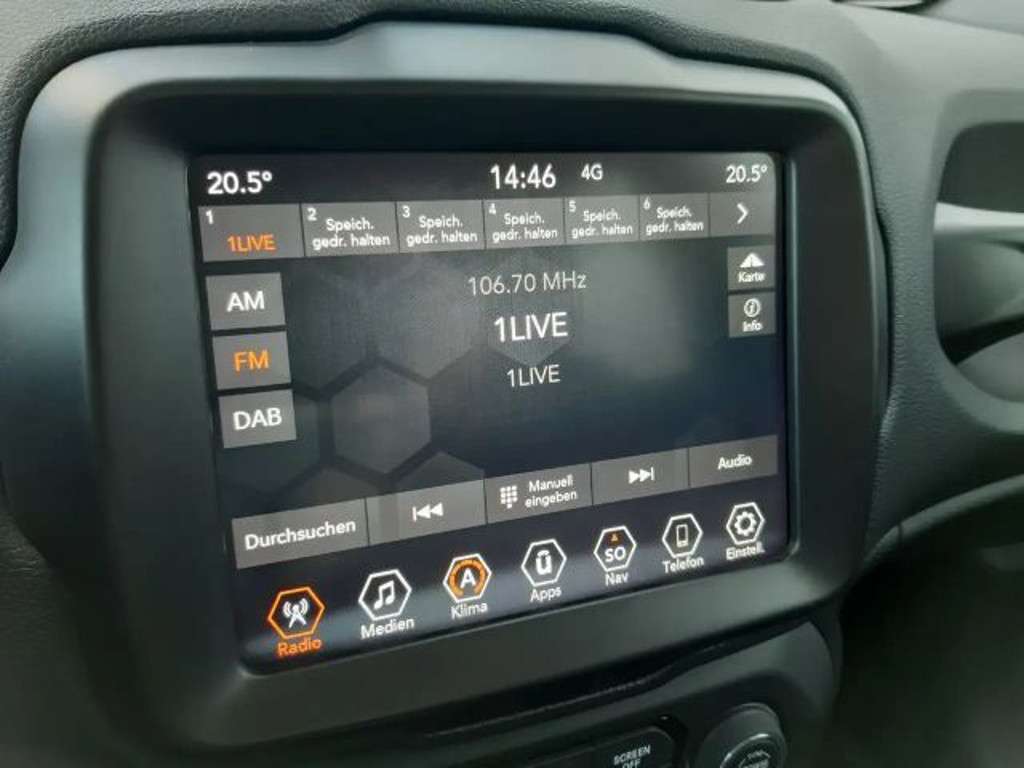 20.5° 14:46 4G 20.5°
1 2 3 4 5 6
1LIVE
Speich. gedr. halten
Speich. gedr. halten
Speich. gedr. halten
Speich. gedr. halten
Speich. gedr. halten
AM
106.70 MHz
Karte
1LIVE
Info
FM
1LIVE
DAB
Durchsuchen
Manuell
eingeben
Audio
A
SO
Radio Medien Klima Apps Nav Telefon Einstell.
SCREEN
OFF